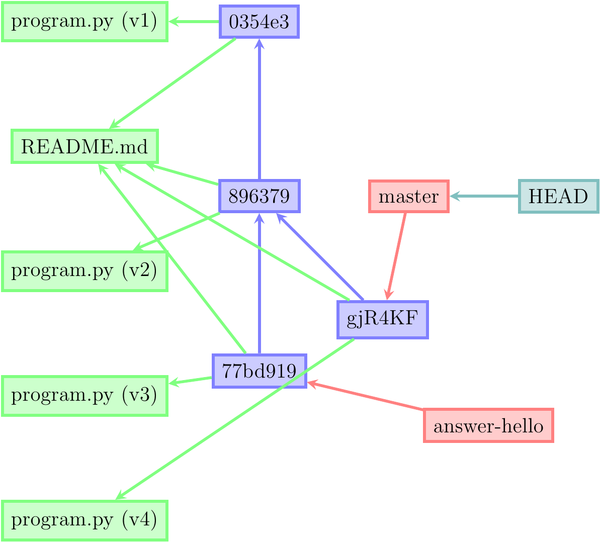 program.py (v1)
0354e3
README.md
896379
master
HEAD
program.py (v2)
gjR4KF
77bd919
program.py (v3)
answer-hello
program.py (v4)